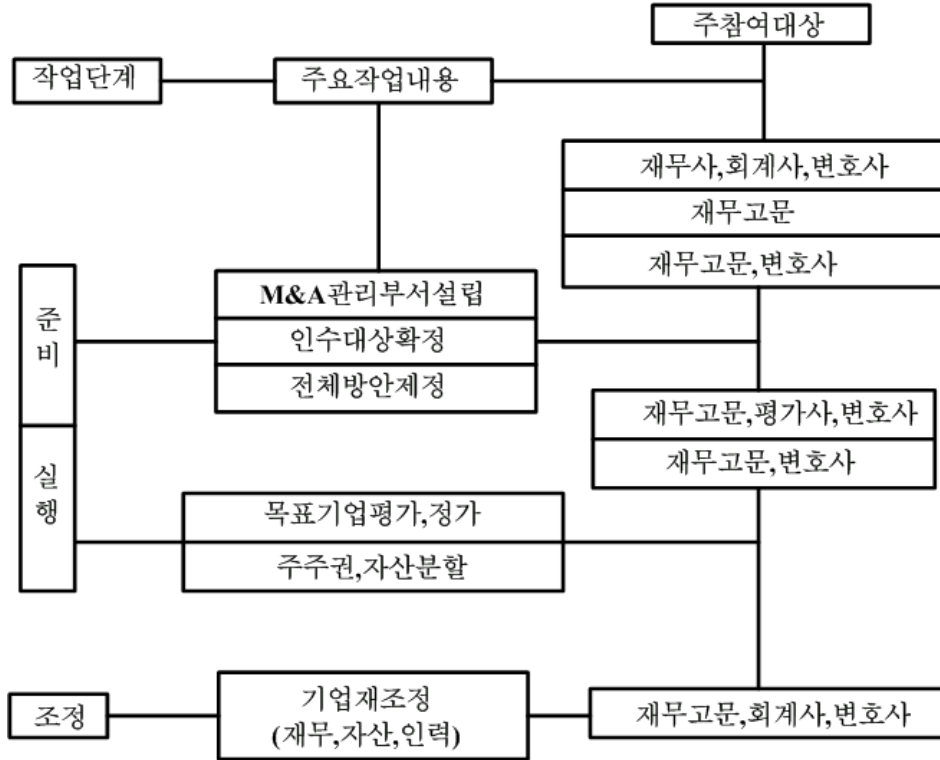 주참여대상
작업단계
주요작업내용
재무사,회계사,변호사
재무고문
재무고문,변호사
준비
M&A관리부서설립
인수대상확정
전체방안제정
재무고문,평가사,변호사
재무고문,변호사
실행
목표기업평가,정가
주주권,자산분할
조정
기업재조정
(재무,자산,인력)
재무고문,회계사,변호사